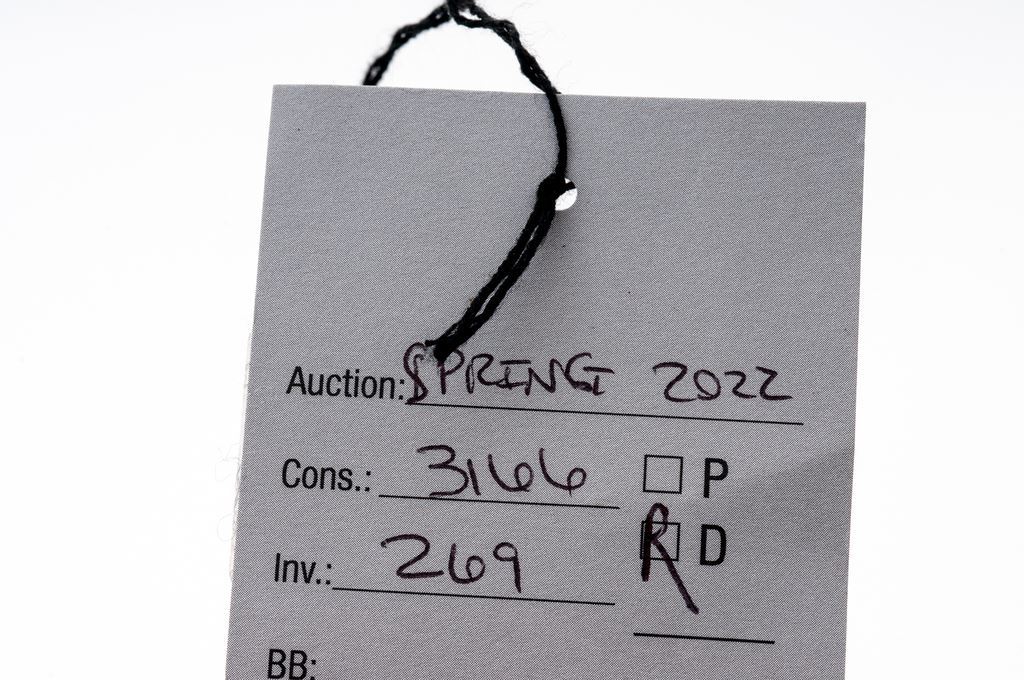 Auction: SPRING 2022
Cons.: 3166 P
Inv.: 269 R D
BB: